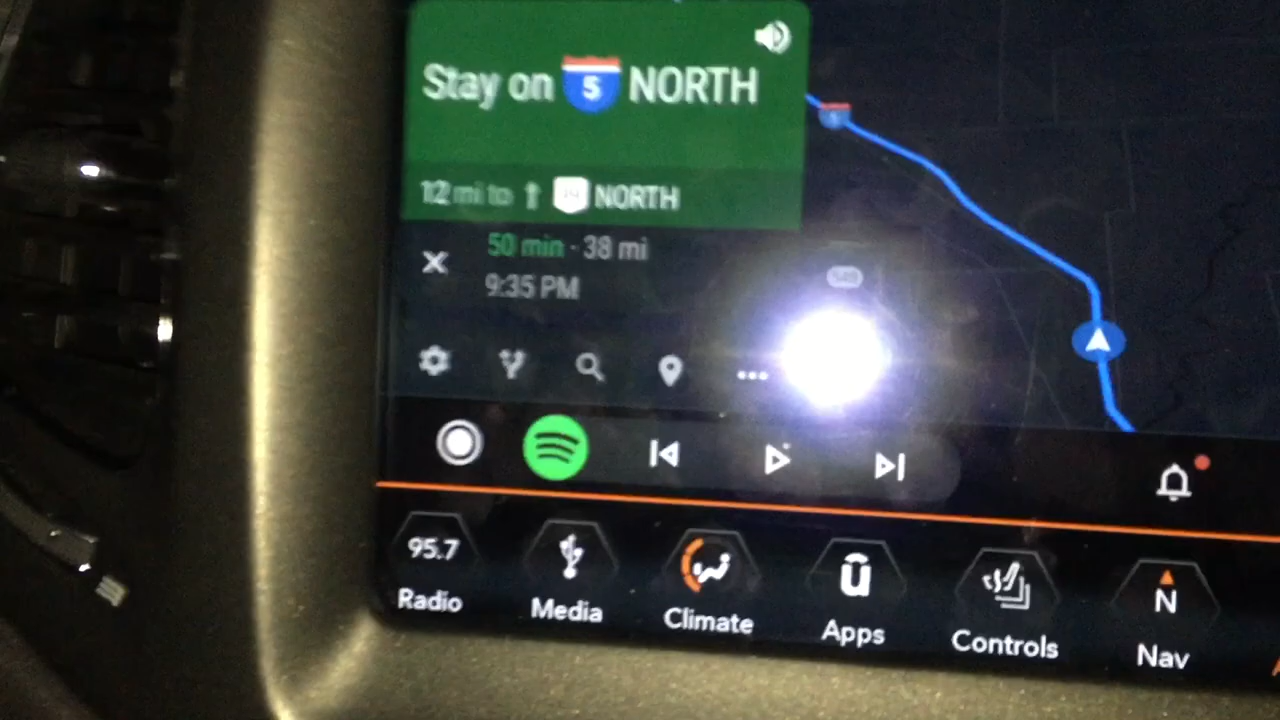 Stay on 5 NORTH
12 mi to ↑ NORTH
50 min · 38 mi
9:35 PM
95.7
Radio
Media
Climate
Apps
Controls
N
Nav